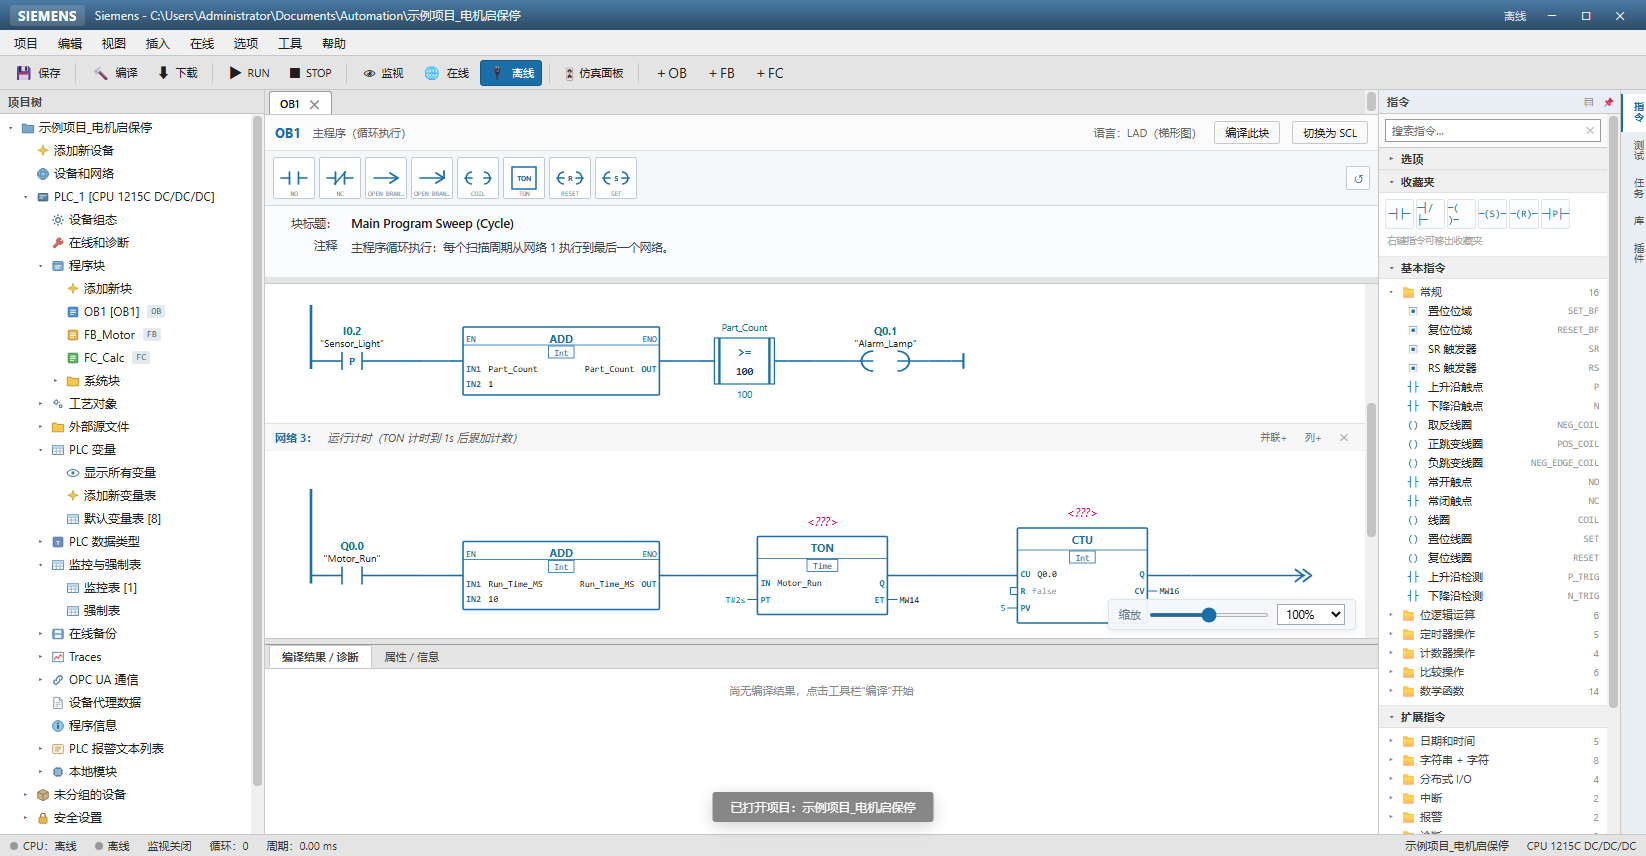 SIEMENS Siemens - C:\Users\Administrator\Documents\Automation\示例项目_电机启保停 离线
项目 编辑 视图 插入 在线 选项 工具 帮助
保存 编译 下载 RUN STOP 监视 在线 离线 仿真面板 +OB +FB +FC
项目树
示例项目_电机启保停
添加新设备
设备和网络
PLC_1 [CPU 1215C DC/DC/DC]
设备组态
在线和诊断
程序块
添加新块
OB1 [OB1] OB
FB_Motor FB
FC_Calc FC
系统块
工艺对象
外部源文件
PLC 变量
显示所有变量
添加新变量表
默认变量表 [8]
PLC 数据类型
监控与强制表
监控表 [1]
强制表
在线备份
Traces
OPC UA 通信
设备代理数据
程序信息
PLC 报警文本列表
本地模块
未分组的设备
安全设置
OB1
OB1 主程序（循环执行） 语言：LAD（梯形图） 编译此块 切换为 SCL
NO NC OPEN BRAN… OPEN BRAN… COIL TON TON R RESET S SET
块标题： Main Program Sweep (Cycle)
注释 主程序循环执行：每个扫描周期从网络 1 执行到最后一个网络。
I0.2
"Sensor_Light"
P
ADD
EN Int ENO
IN1 Part_Count Part_Count OUT
IN2 1
Part_Count
>=
100
100
Q0.1
"Alarm_Lamp"
网络 3： 运行计时（TON 计时到 1s 后累加计数） 并联+ 列+
Q0.0
"Motor_Run"
ADD
EN Int ENO
IN1 Run_Time_MS Run_Time_MS OUT
IN2 10
<???>
TON
Time
IN Motor_Run Q
T#2s PT ET MW14
<???>
CTU
Int
CU Q0.0 Q
R false CV MW16
5 PV
缩放 100%
编译结果 / 诊断 属性 / 信息
尚无编译结果，点击工具栏"编译"开始
已打开项目：示例项目_电机启保停
指令
搜索指令...
选项
收藏夹
⊣⊢ ⊣/⊢ -( )- -(S)- -(R)- ⊣P⊢
右键指令可移出收藏夹
基本指令
常规 16
置位位域 SET_BF
复位位域 RESET_BF
SR 触发器 SR
RS 触发器 RS
上升沿触点 P
下降沿触点 N
取反线圈 NEG_COIL
正跳变线圈 POS_COIL
负跳变线圈 NEG_EDGE_COIL
常开触点 NO
常闭触点 NC
线圈 COIL
置位线圈 SET
复位线圈 RESET
上升沿检测 P_TRIG
下降沿检测 N_TRIG
位逻辑运算 6
定时器操作 5
计数器操作 4
比较操作 6
数学函数 14
扩展指令
日期和时间 5
字符串 + 字符 8
分布式 I/O 4
中断 2
报警 2
指令
测试
任务
库
插件
CPU：离线 离线 监视关闭 循环：0 周期：0.00 ms 示例项目_电机启保停 CPU 1215C DC/DC/DC